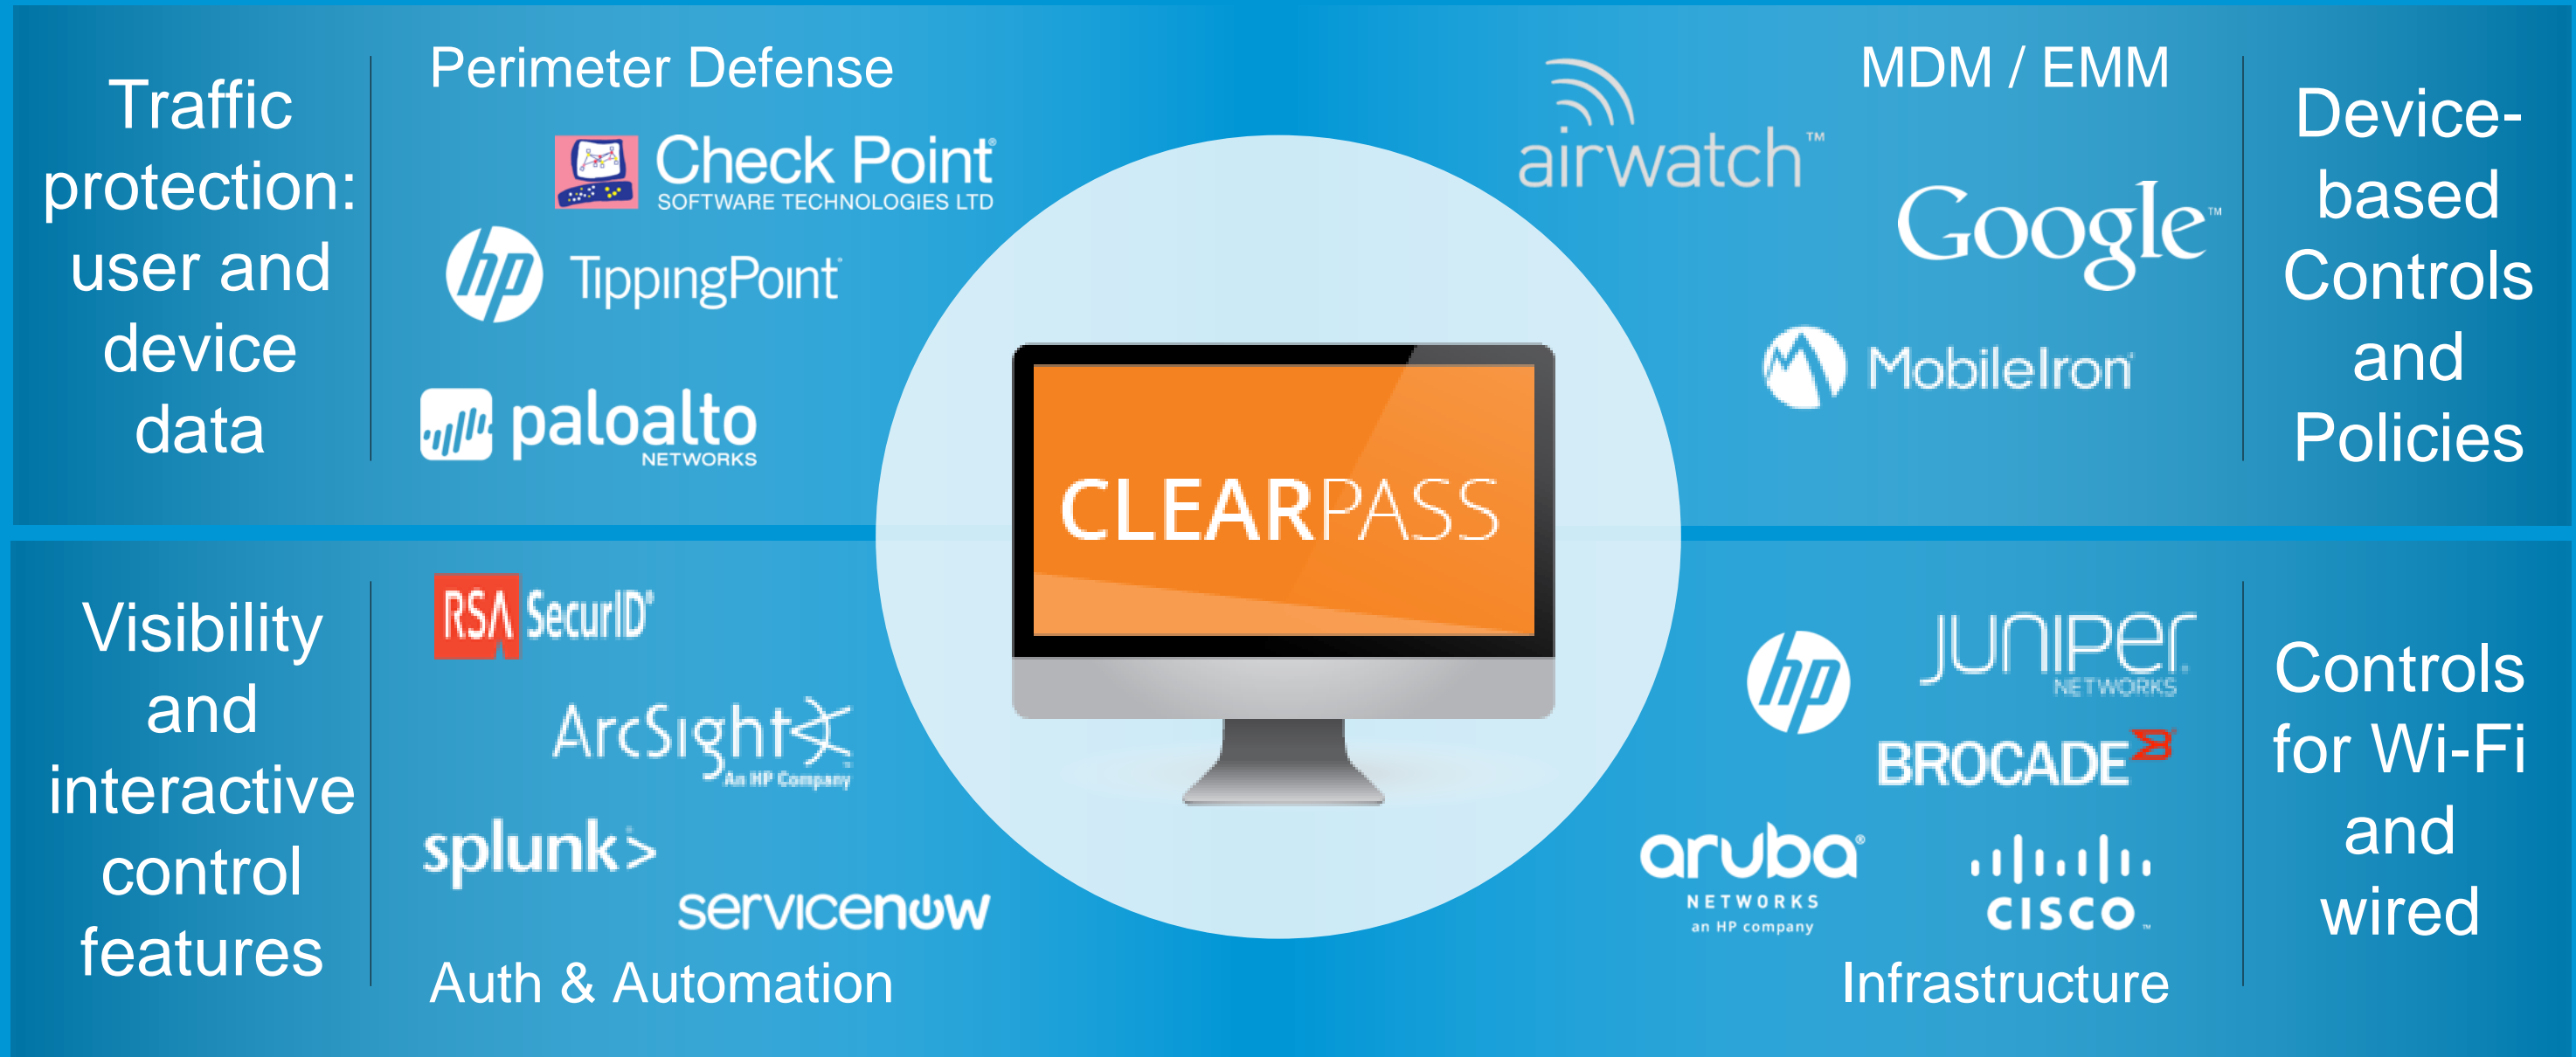 Traffic
protection:
user and
device
data
Perimeter Defense
Check Point®
SOFTWARE TECHNOLOGIES LTD
hp TippingPoint
paloalto
NETWORKS
MDM / EMM
airwatch™
Google™
MobileIron
Device-
based
Controls
and
Policies
CLEARPASS
Visibility
and
interactive
control
features
RSA SecurID®
ArcSight
An HP Company
splunk>
servicenow
Auth & Automation
hp
JUNIPer
NETWORKS
BROCADE
aruba®
NETWORKS
an HP company
CISCO™
Infrastructure
Controls
for Wi-Fi
and
wired